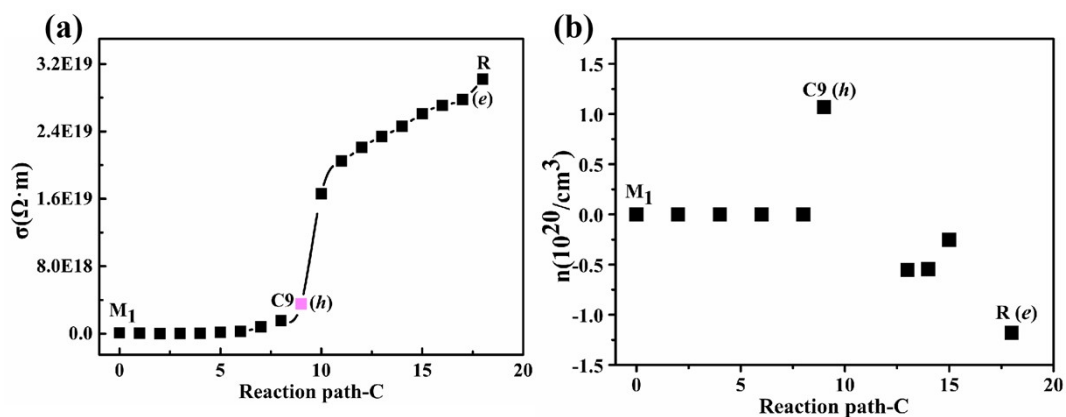 (a)
3.2E19
2.4E19
1.6E19
8.0E18
0.0
σ(Ω·m)
M1
C9 (h)
R
(e)
0 5 10 15 20
Reaction path-C
(b)
1.5
1.0
0.5
0.0
-0.5
-1.0
-1.5
n(10^20/cm^3)
M1
C9 (h)
R (e)
0 5 10 15 20
Reaction path-C